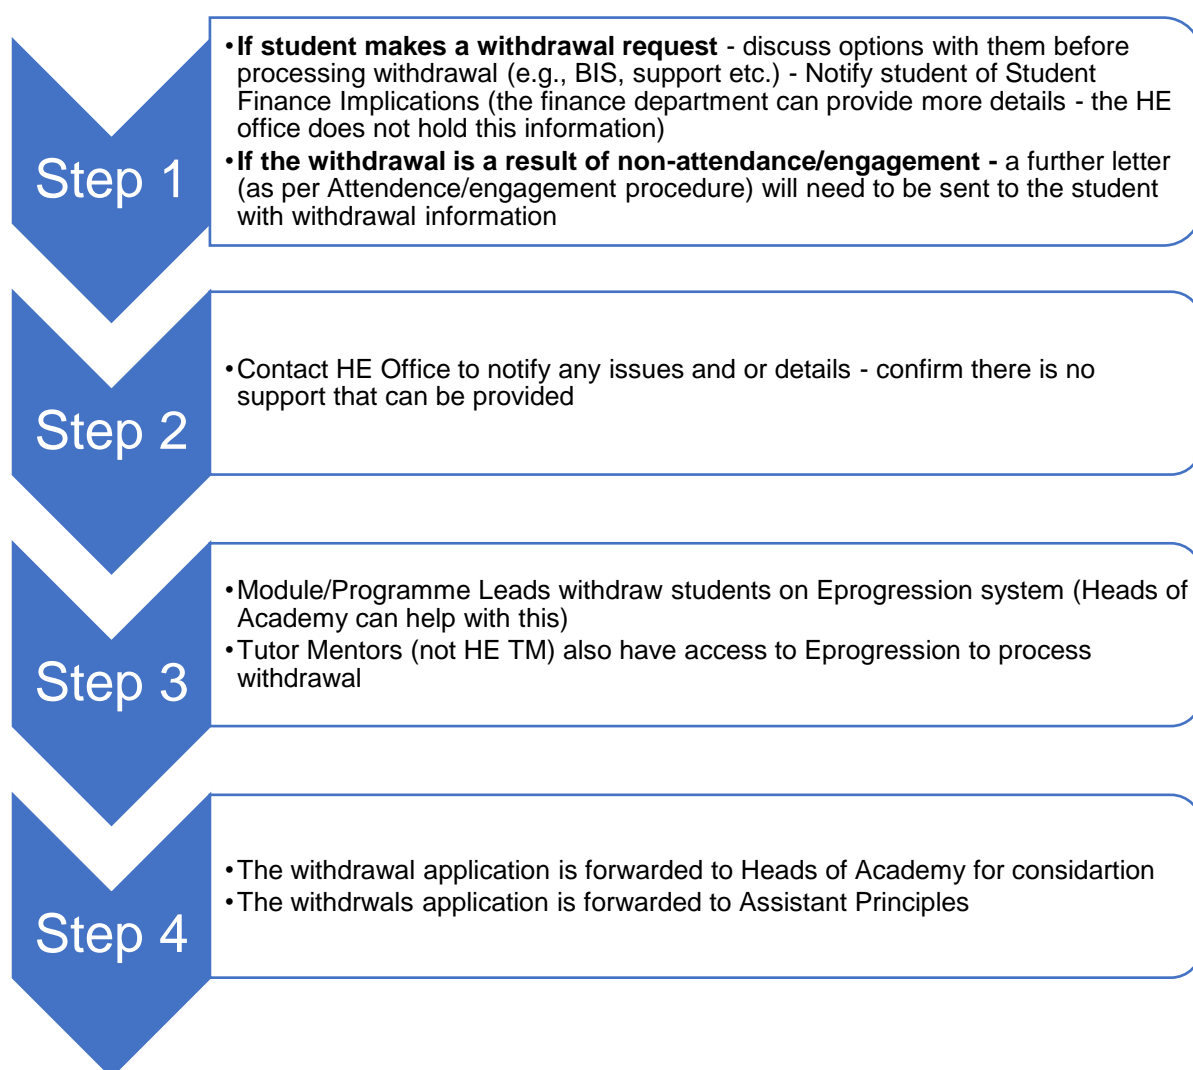 Step 1
•If student makes a withdrawal request - discuss options with them before
processing withdrawal (e.g., BIS, support etc.) - Notify student of Student
Finance Implications (the finance department can provide more details - the HE
office does not hold this information)
•If the withdrawal is a result of non-attendance/engagement - a further letter
(as per Attendence/engagement procedure) will need to be sent to the student
with withdrawal information
Step 2
•Contact HE Office to notify any issues and or details - confirm there is no
support that can be provided
Step 3
•Module/Programme Leads withdraw students on Eprogression system (Heads of
Academy can help with this)
•Tutor Mentors (not HE TM) also have access to Eprogression to process
withdrawal
Step 4
•The withdrawal application is forwarded to Heads of Academy for considartion
•The withdrwals application is forwarded to Assistant Principles